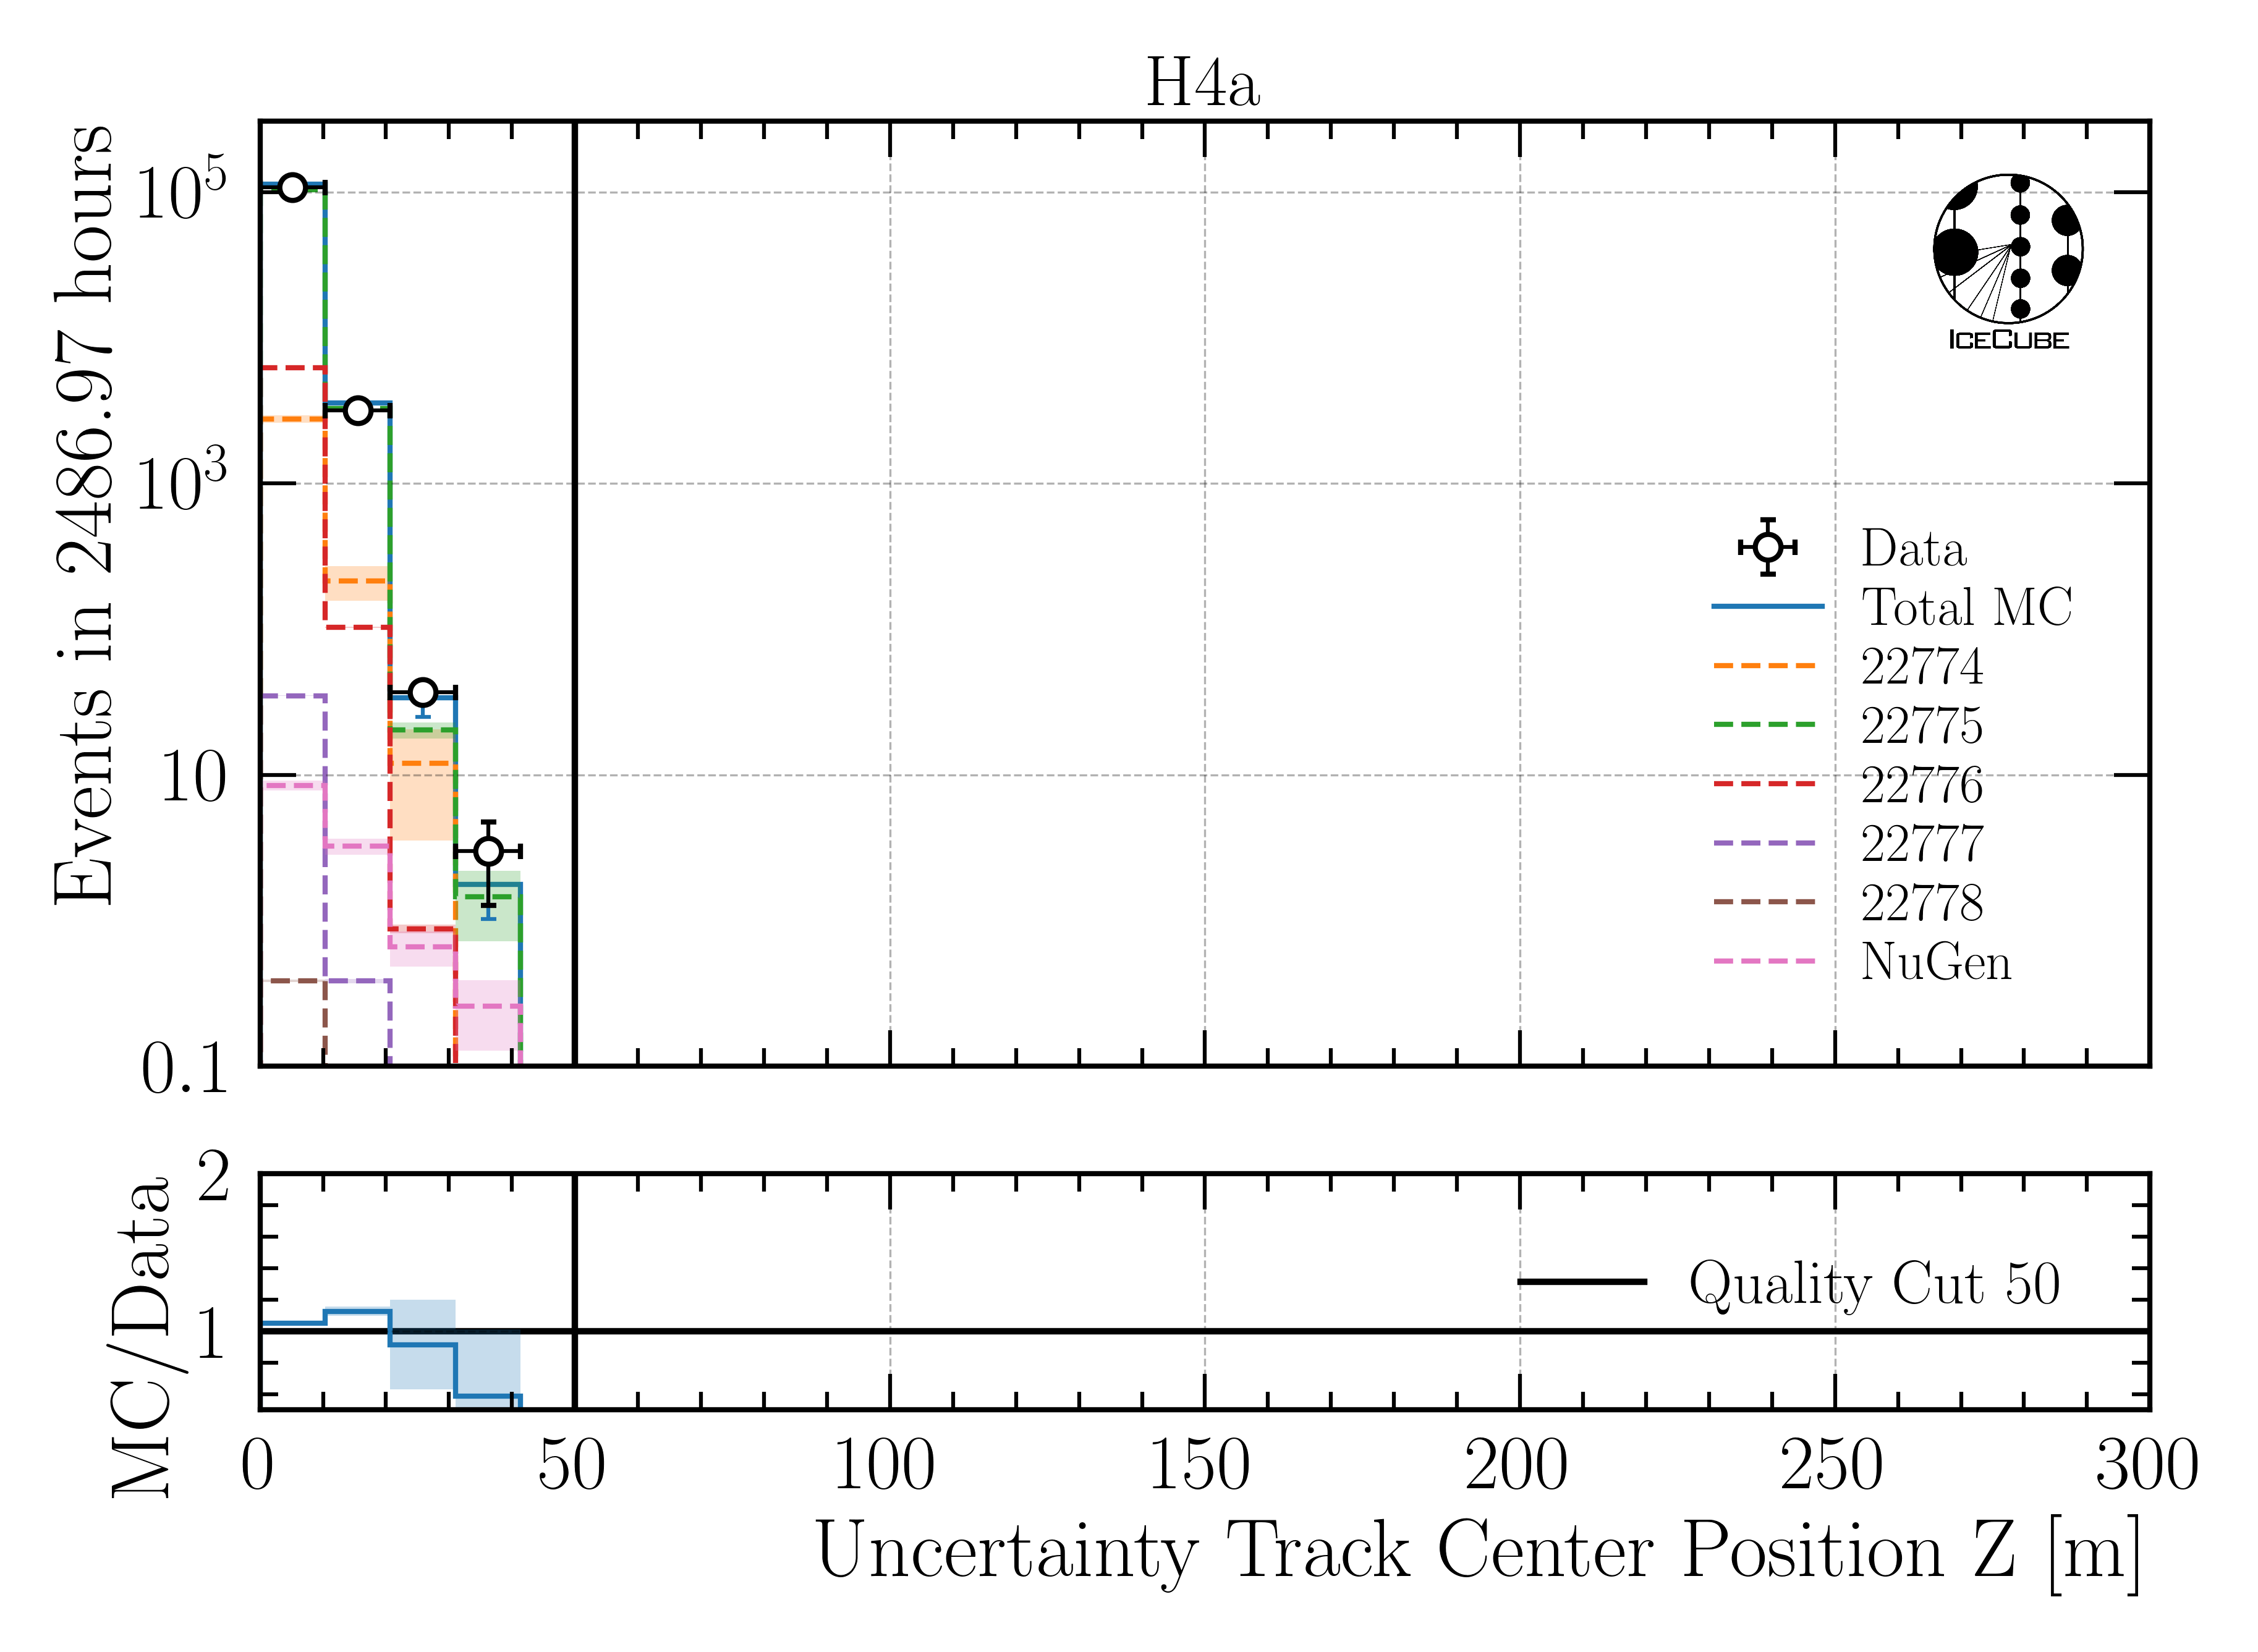 H4a
Events in 2486.97 hours
10^5
10^3
10
0.1
ICECUBE
Data
Total MC
22774
22775
22776
22777
22778
NuGen
MC/Data
2
1
Quality Cut 50
0 50 100 150 200 250 300
Uncertainty Track Center Position Z [m]